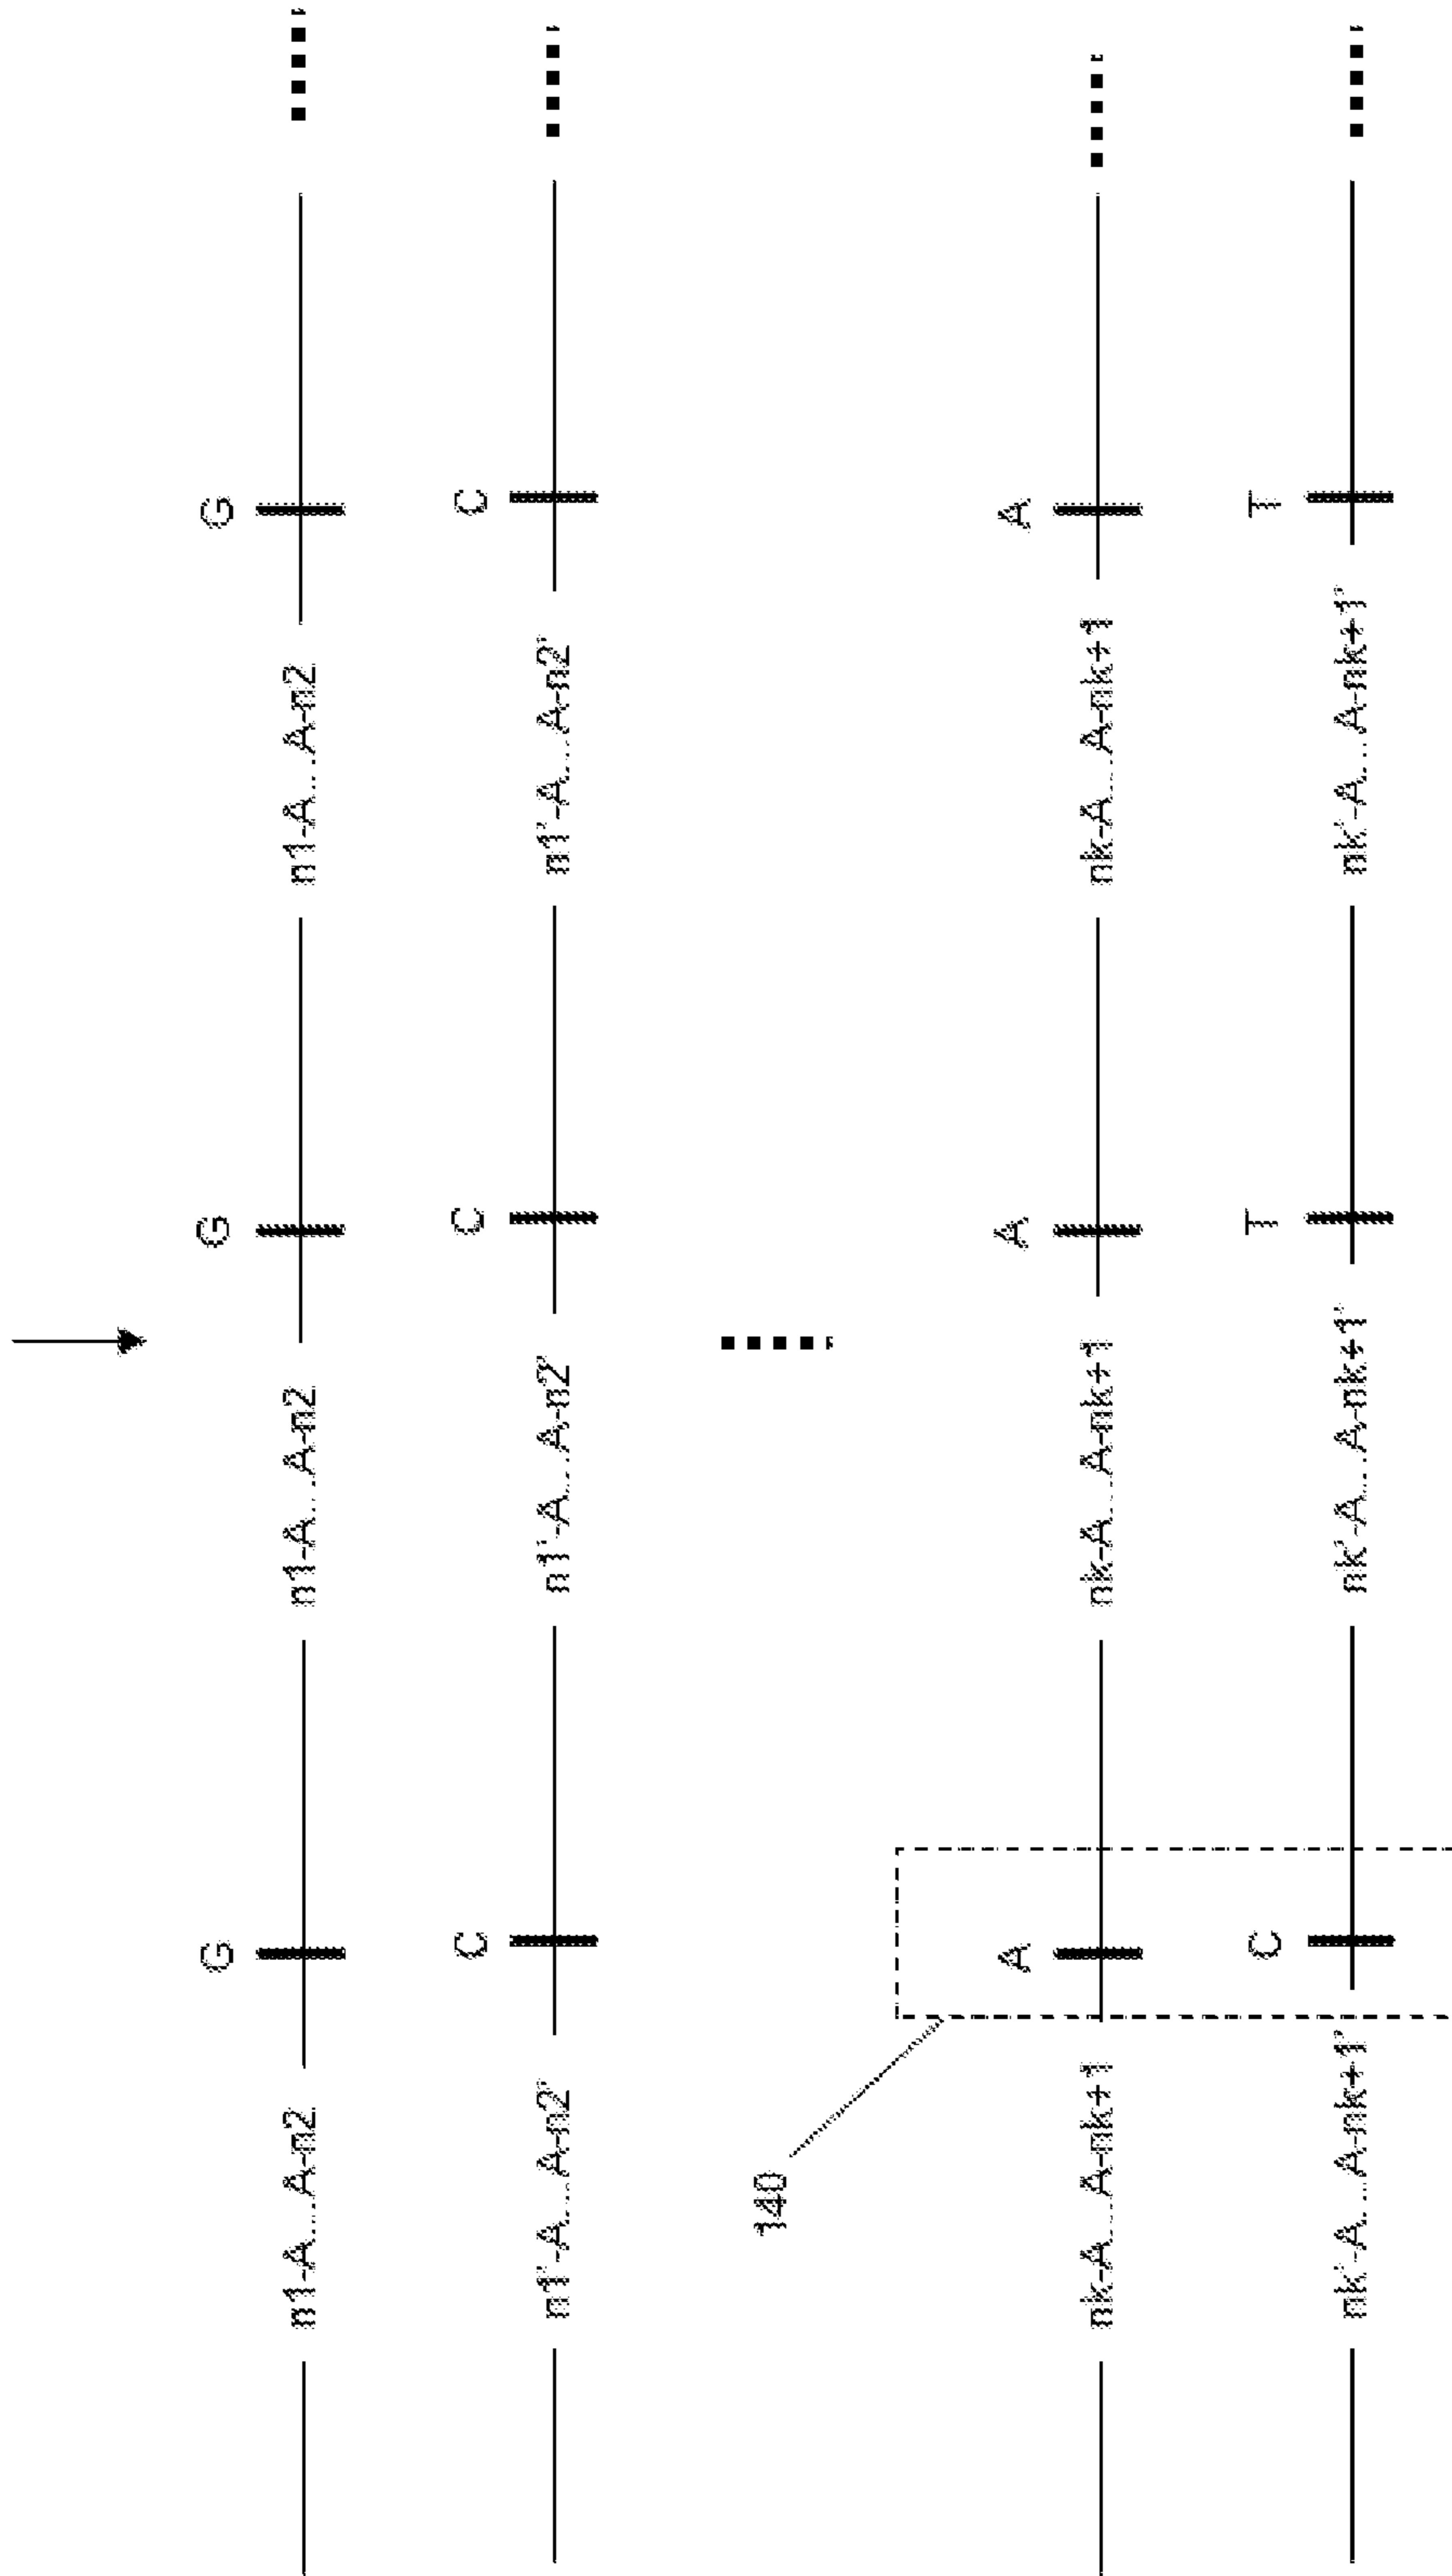 G G G
n1-A....A-n2 n1-A....A-n2 n1-A....A-n2
C C C
n1'-A....A-n2' n1'-A....A-n2' n1'-A....A-n2'
140
A A A
nk-A....A-nk+1 nk-A....A-nk+1 nk-A....A-nk+1
C T T
nk'-A....A-nk+1' nk'-A....A-nk+1' nk'-A....A-nk+1'